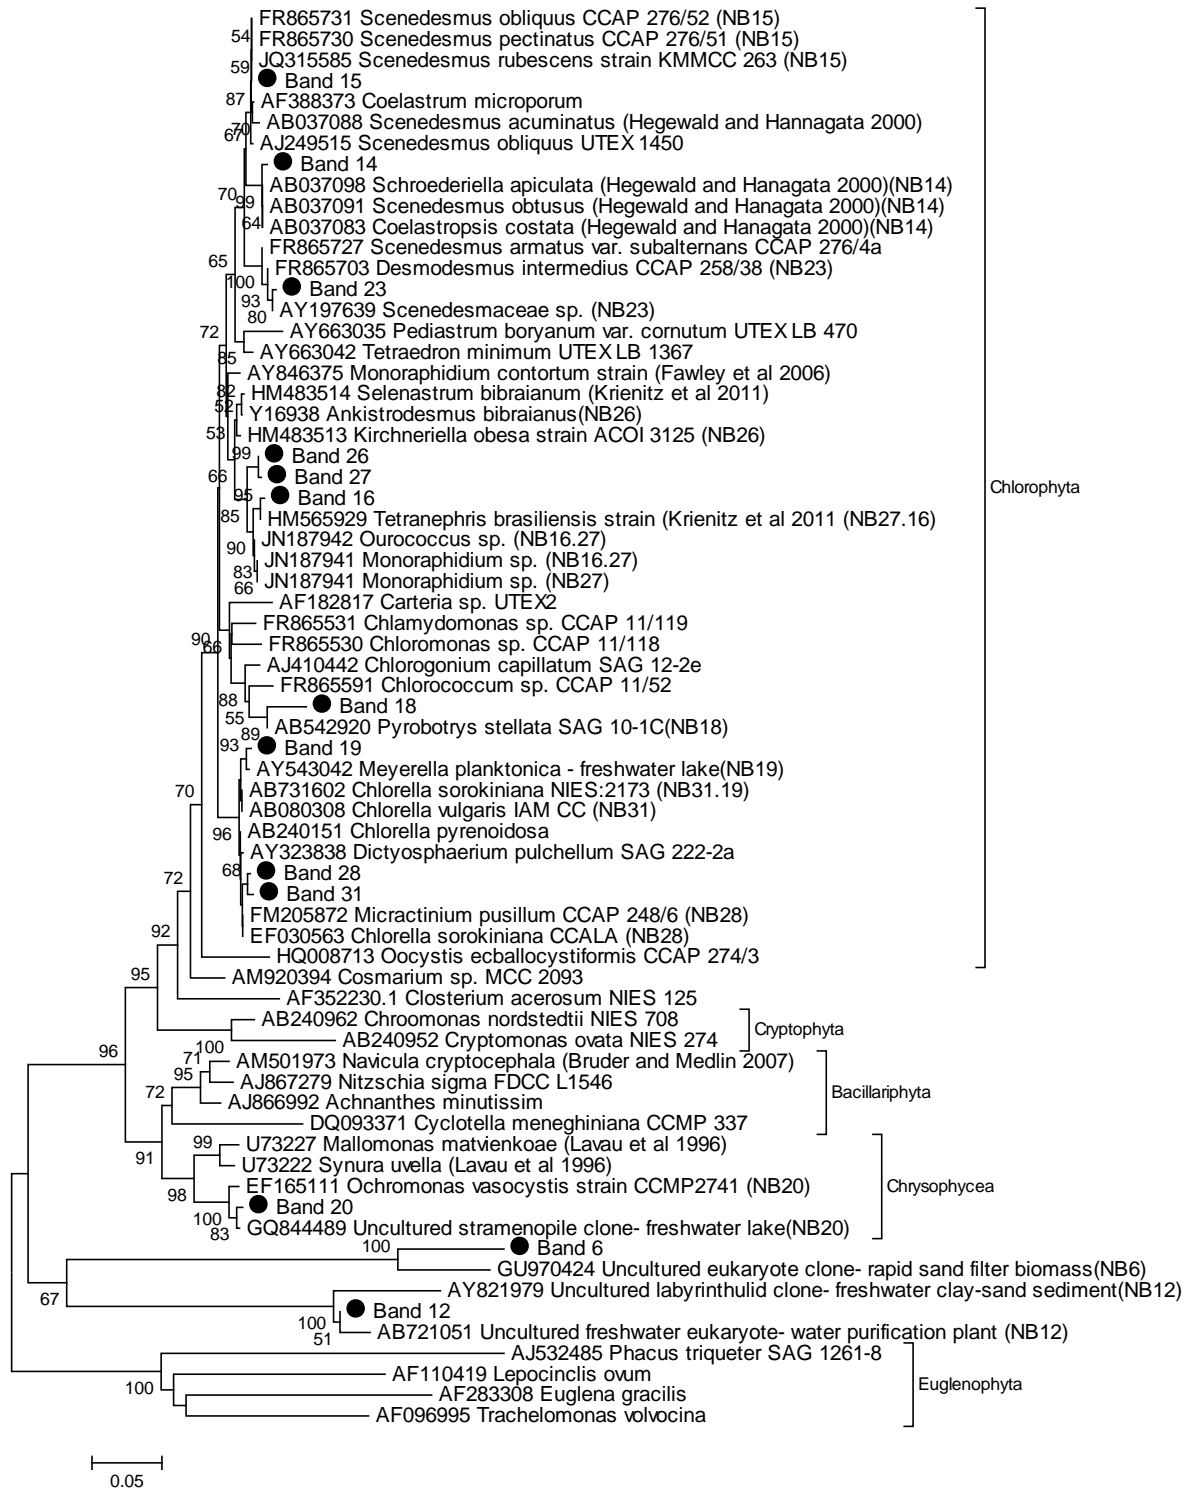 FR865731 Scenedesmus obliquus CCAP 276/52 (NB15)
54
FR865730 Scenedesmus pectinatus CCAP 276/51 (NB15)
59
JQ315585 Scenedesmus rubescens strain KMMCC 263 (NB15)
Band 15
87
AF388373 Coelastrum microporum
70
AB037088 Scenedesmus acuminatus (Hegewald and Hannagata 2000)
67
AJ249515 Scenedesmus obliquus UTEX 1450
Band 14
AB037098 Schroederiella apiculata (Hegewald and Hanagata 2000)(NB14)
70
99
AB037091 Scenedesmus obtusus (Hegewald and Hanagata 2000)(NB14)
64
AB037083 Coelastropsis costata (Hegewald and Hanagata 2000)(NB14)
FR865727 Scenedesmus armatus var. subalternans CCAP 276/4a
65
FR865703 Desmodesmus intermedius CCAP 258/38 (NB23)
100
Band 23
93
AY197639 Scenedesmaceae sp. (NB23)
80
72
AY663035 Pediastrum boryanum var. cornutum UTEX LB 470
85
AY663042 Tetraedron minimum UTEX LB 1367
AY846375 Monoraphidium contortum strain (Fawley et al 2006)
82
HM483514 Selenastrum bibraianum (Krienitz et al 2011)
52
Y16938 Ankistrodesmus bibraianus(NB26)
53
HM483513 Kirchneriella obesa strain ACOI 3125 (NB26)
99
Band 26
66
Band 27
95
Band 16
85
HM565929 Tetranephris brasiliensis strain (Krienitz et al 2011 (NB27.16)
JN187942 Ourococcus sp. (NB16.27)
90
JN187941 Monoraphidium sp. (NB16.27)
83
JN187941 Monoraphidium sp. (NB27)
66
AF182817 Carteria sp. UTEX2
FR865531 Chlamydomonas sp. CCAP 11/119
90
66
FR865530 Chloromonas sp. CCAP 11/118
AJ410442 Chlorogonium capillatum SAG 12-2e
FR865591 Chlorococcum sp. CCAP 11/52
88
Band 18
55
AB542920 Pyrobotrys stellata SAG 10-1C(NB18)
89
93
Band 19
AY543042 Meyerella planktonica - freshwater lake(NB19)
70
AB731602 Chlorella sorokiniana NIES:2173 (NB31.19)
AB080308 Chlorella vulgaris IAM CC (NB31)
96
AB240151 Chlorella pyrenoidosa
AY323838 Dictyosphaerium pulchellum SAG 222-2a
68
Band 28
72
Band 31
FM205872 Micractinium pusillum CCAP 248/6 (NB28)
92
EF030563 Chlorella sorokiniana CCALA (NB28)
HQ008713 Oocystis ecballocystiformis CCAP 274/3
95
AM920394 Cosmarium sp. MCC 2093
AF352230.1 Closterium acerosum NIES 125
Chlorophyta
AB240962 Chroomonas nordstedtii NIES 708
AB240952 Cryptomonas ovata NIES 274
Cryptophyta
96
100
71
AM501973 Navicula cryptocephala (Bruder and Medlin 2007)
95
AJ867279 Nitzschia sigma FDCC L1546
72
AJ866992 Achnanthes minutissim
DQ093371 Cyclotella meneghiniana CCMP 337
Bacillariphyta
99
U73227 Mallomonas matvienkoae (Lavau et al 1996)
91
U73222 Synura uvella (Lavau et al 1996)
98
EF165111 Ochromonas vasocystis strain CCMP2741 (NB20)
Band 20
100
GQ844489 Uncultured stramenopile clone- freshwater lake(NB20)
83
Chrysophycea
100
Band 6
GU970424 Uncultured eukaryote clone- rapid sand filter biomass(NB6)
67
AY821979 Uncultured labyrinthulid clone- freshwater clay-sand sediment(NB12)
Band 12
100
AB721051 Uncultured freshwater eukaryote- water purification plant (NB12)
51
AJ532485 Phacus triqueter SAG 1261-8
AF110419 Lepocinclis ovum
100
AF283308 Euglena gracilis
AF096995 Trachelomonas volvocina
Euglenophyta
0.05